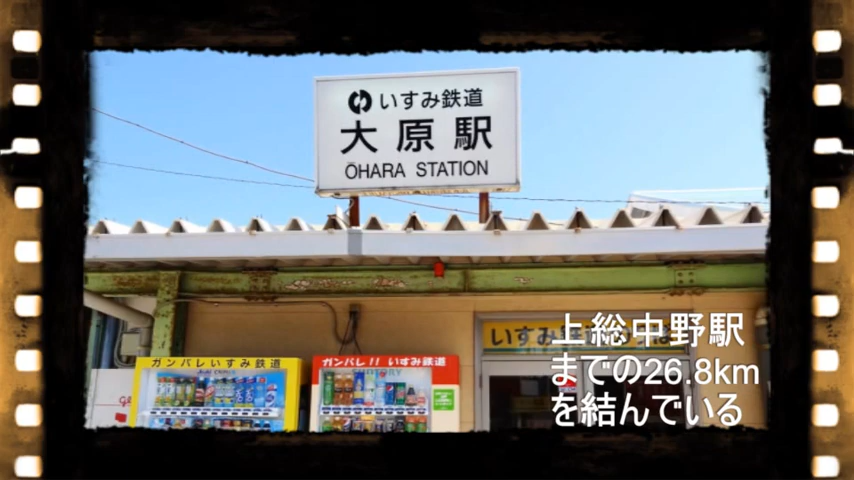 いすみ鉄道
大原駅
ŌHARA STATION
上総中野駅
までの26.8km
を結んでいる
いすみ
ガンバレいすみ鉄道
ガンバレ!! いすみ鉄道
SUNTORY